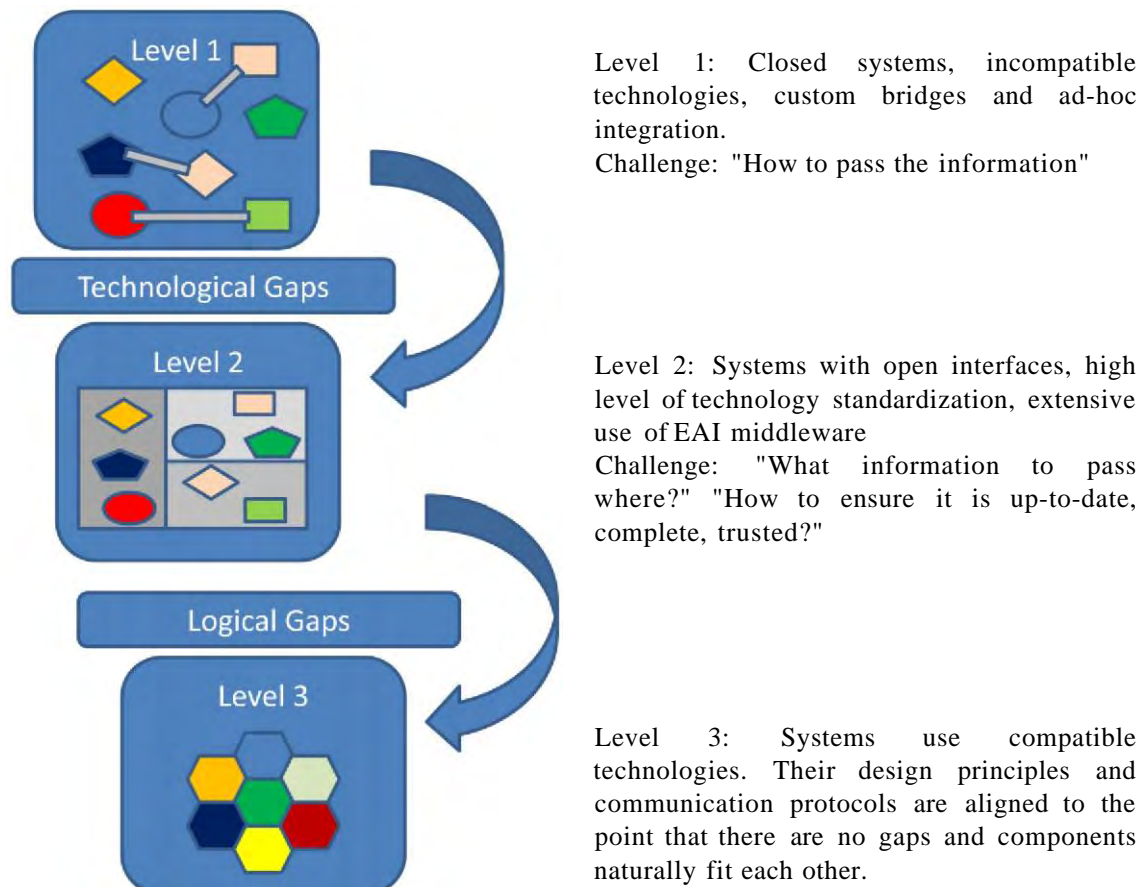 Level 1
Level 1: Closed systems, incompatible
technologies, custom bridges and ad-hoc
integration.
Challenge: "How to pass the information"
Technological Gaps
Level 2
Level 2: Systems with open interfaces, high
level of technology standardization, extensive
use of EAI middleware
Challenge: "What information to pass
where?" "How to ensure it is up-to-date,
complete, trusted?"
Logical Gaps
Level 3
Level 3: Systems use compatible
technologies. Their design principles and
communication protocols are aligned to the
point that there are no gaps and components
naturally fit each other.